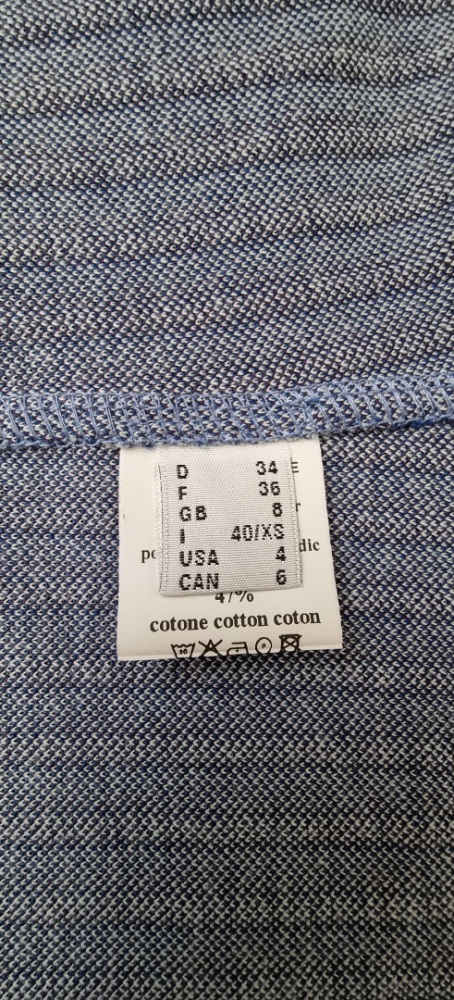 D 34
F 36
GB 8
I 40/XS
USA 4
CAN 6
47%
cotone cotton coton